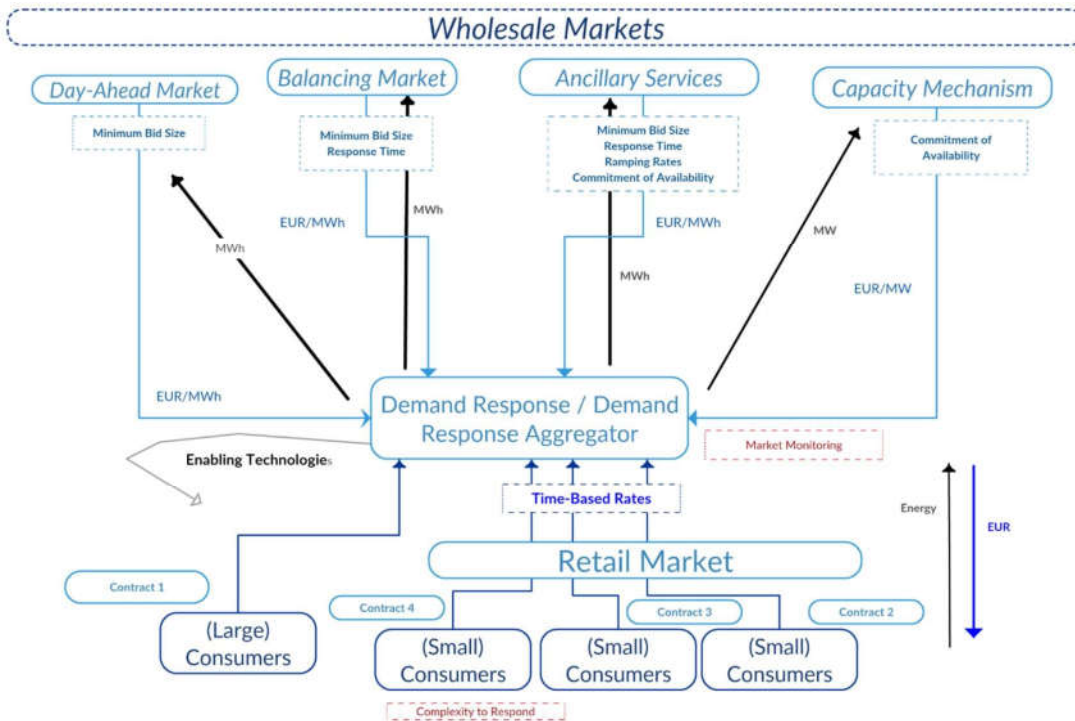 Wholesale Markets
Day-Ahead Market
Balancing Market
Ancillary Services
Capacity Mechanism
Minimum Bid Size
Minimum Bid Size
Response Time
Minimum Bid Size
Response Time
Ramping Rates
Commitment of Availability
Commitment of
Availability
EUR/MWh
MWh
EUR/MWh
MW
MWh
MWh
EUR/MW
EUR/MWh
Demand Response / Demand
Response Aggregator
Market Monitoring
Enabling Technologies
Time-Based Rates
Energy
EUR
Retail Market
Contract 1
Contract 4
Contract 3
Contract 2
(Large)
Consumers
(Small)
Consumers
(Small)
Consumers
(Small)
Consumers
Complexity to Respond